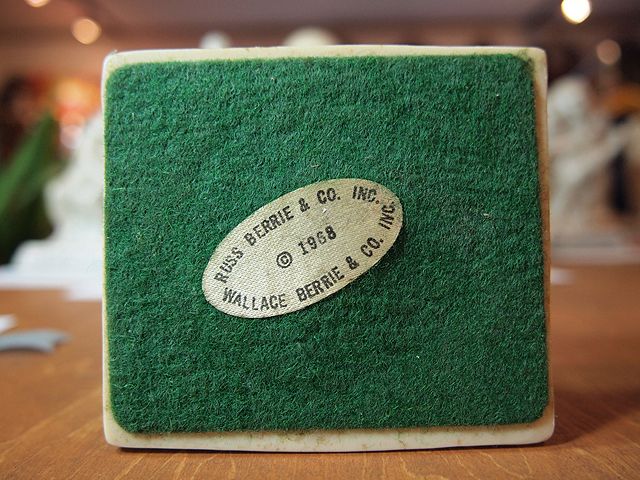 RUSS BERRIE & CO. INC.
© 1968
WALLACE BERRIE & CO. INC.